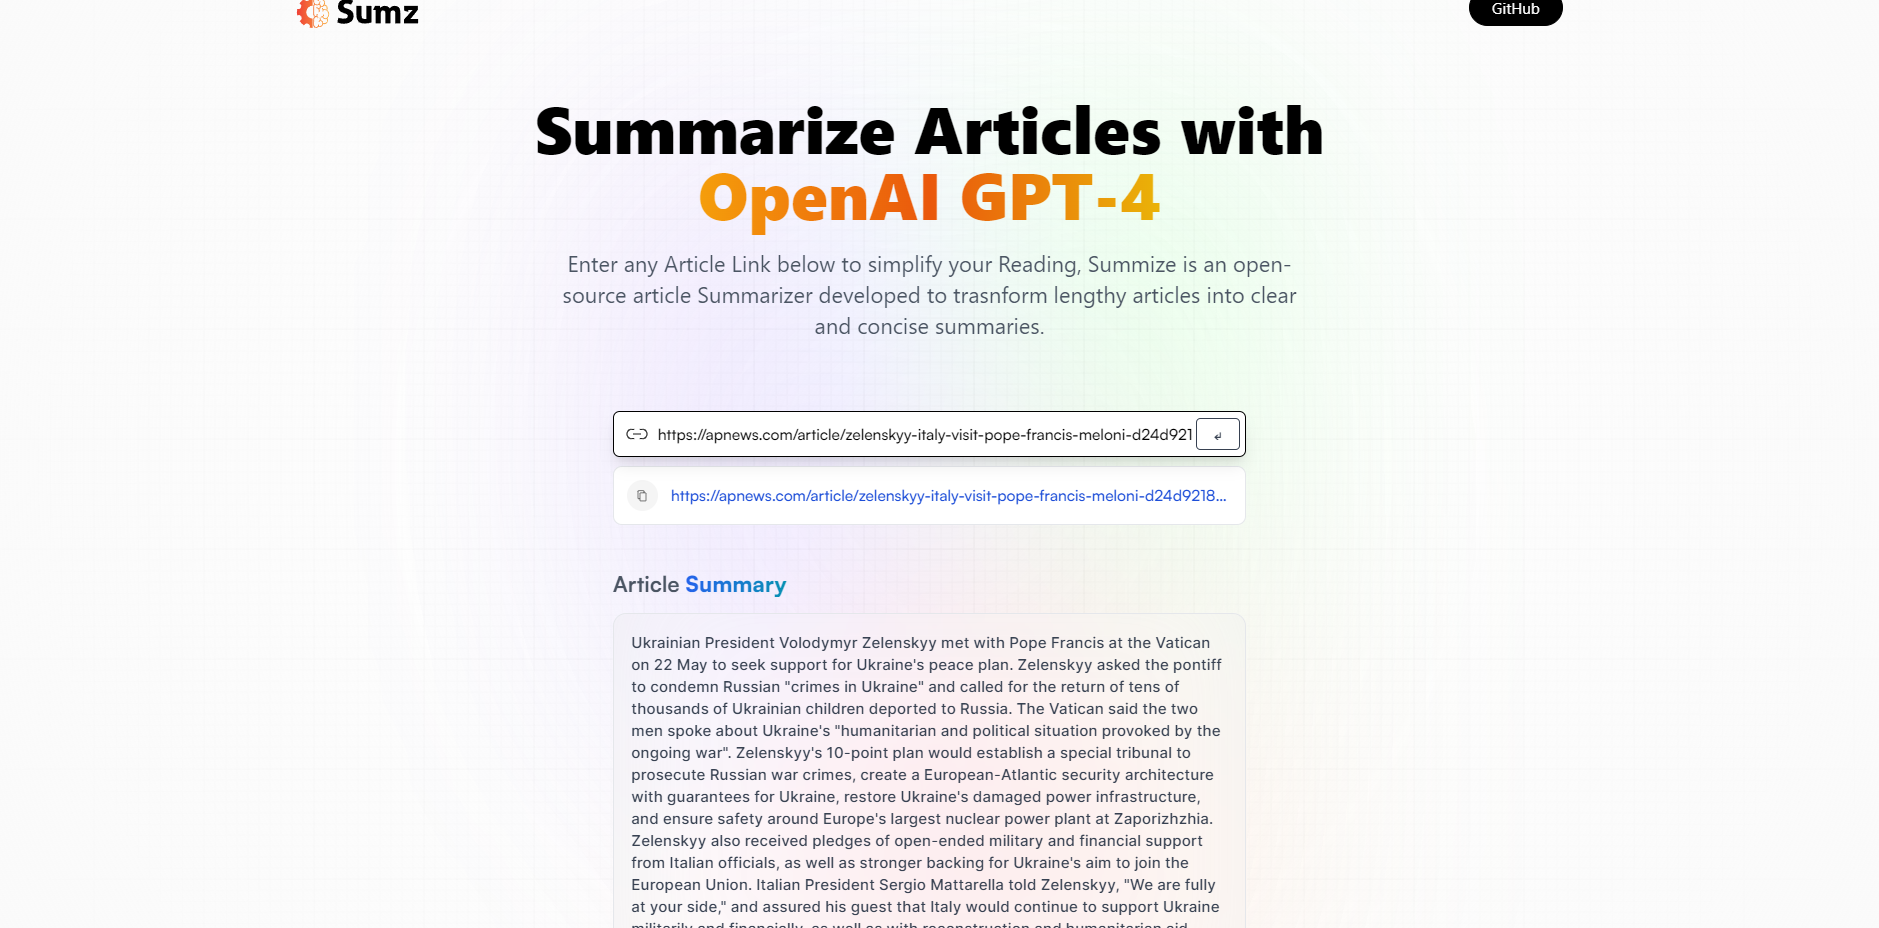 Sumz
GitHub
Summarize Articles with
OpenAI GPT-4
Enter any Article Link below to simplify your Reading, Summize is an open-
source article Summarizer developed to trasnform lengthy articles into clear
and concise summaries.
https://apnews.com/article/zelenskyy-italy-visit-pope-francis-meloni-d24d921
https://apnews.com/article/zelenskyy-italy-visit-pope-francis-meloni-d24d9218...
Article Summary
Ukrainian President Volodymyr Zelenskyy met with Pope Francis at the Vatican
on 22 May to seek support for Ukraine's peace plan. Zelenskyy asked the pontiff
to condemn Russian "crimes in Ukraine" and called for the return of tens of
thousands of Ukrainian children deported to Russia. The Vatican said the two
men spoke about Ukraine's "humanitarian and political situation provoked by the
ongoing war". Zelenskyy's 10-point plan would establish a special tribunal to
prosecute Russian war crimes, create a European-Atlantic security architecture
with guarantees for Ukraine, restore Ukraine's damaged power infrastructure,
and ensure safety around Europe's largest nuclear power plant at Zaporizhzhia.
Zelenskyy also received pledges of open-ended military and financial support
from Italian officials, as well as stronger backing for Ukraine's aim to join the
European Union. Italian President Sergio Mattarella told Zelenskyy, "We are fully
at your side," and assured his guest that Italy would continue to support Ukraine
militarily and financially, as well as with reconstruction and humanitarian aid.